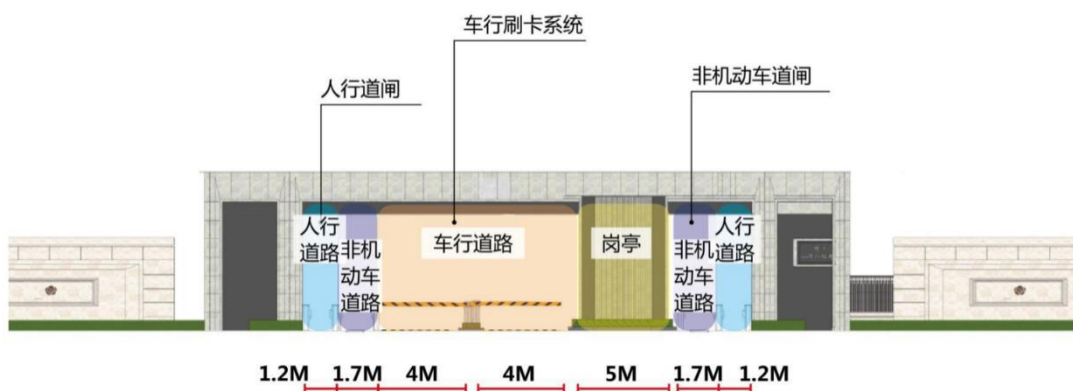 车行刷卡系统
人行道闸
非机动车道闸
人行
道路
非机
动车
道路
车行道路
岗亭
非机
动车
道路
人行
道路
1.2M 1.7M 4M 4M 5M 1.7M 1.2M